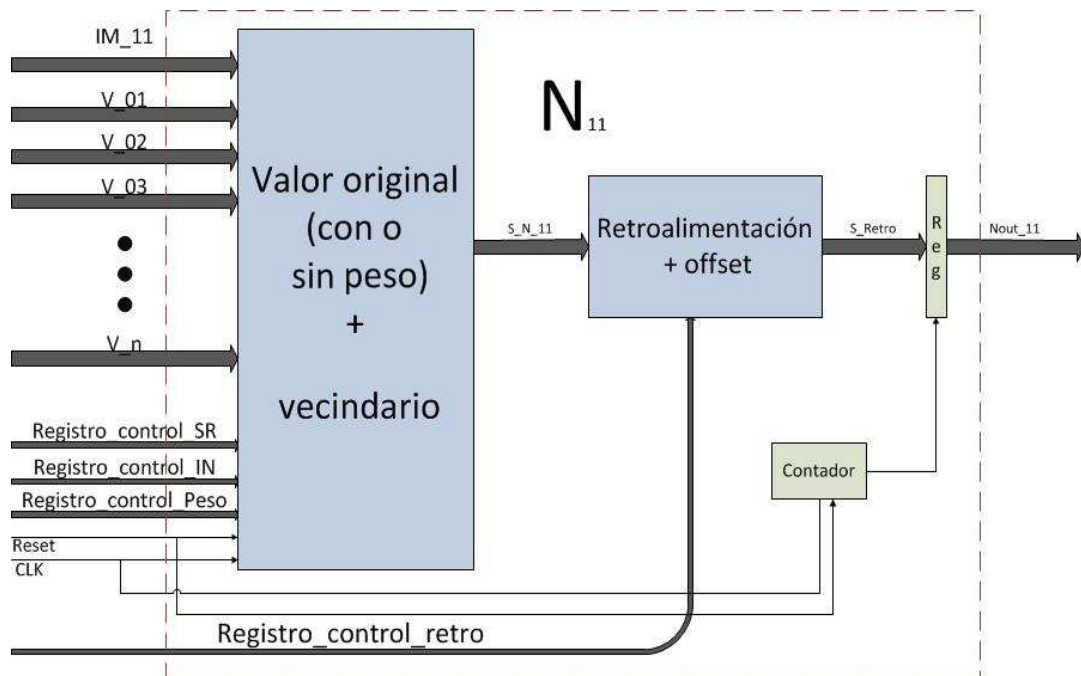 IM_11
V_01
V_02
V_03
V_n
Registro_control_SR
Registro_control_IN
Registro_control_Peso
Reset
CLK
Registro_control_retro
Valor original
(con o
sin peso)
+
vecindario
N11
S_N_11
Retroalimentación
+ offset
S_Retro
Reg
Nout_11
Contador